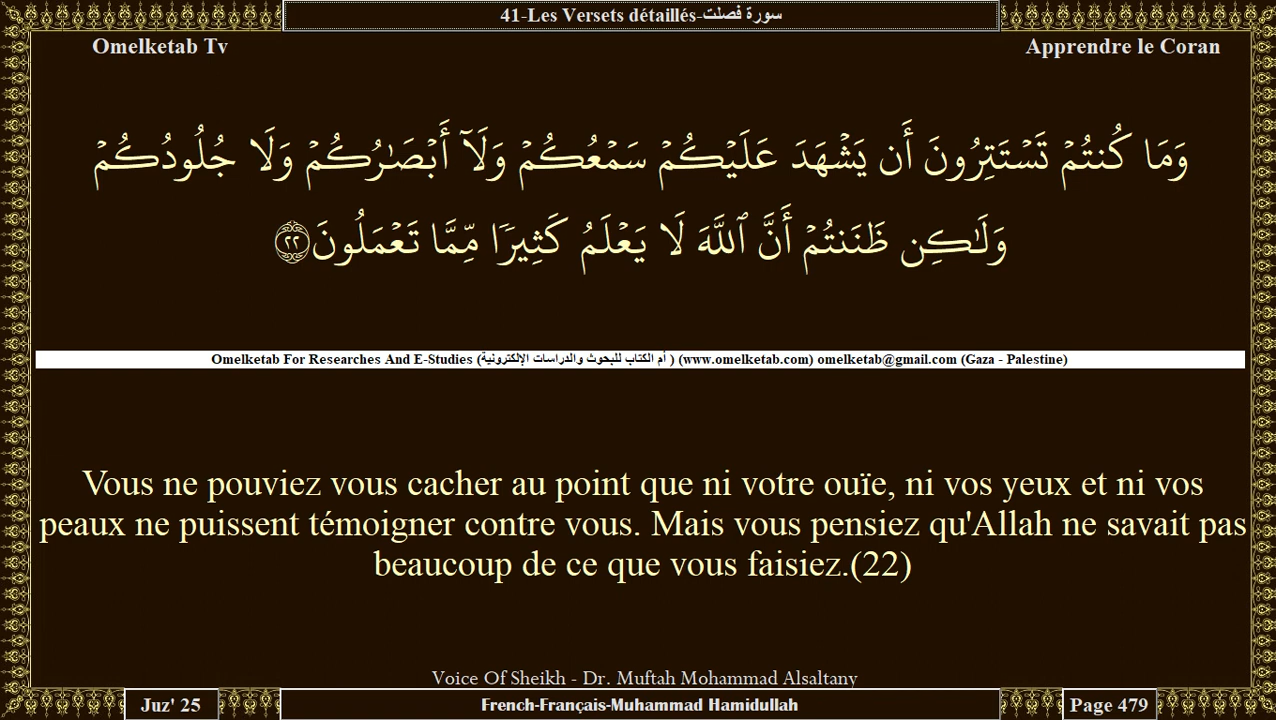 41-Les Versets détaillés-سورة فصلت
Omelketab Tv
Apprendre le Coran
وَمَا كُنتُمۡ تَسۡتَتِرُونَ أَن يَشۡهَدَ عَلَيۡكُمۡ سَمۡعُكُمۡ وَلَآ أَبۡصَٰرُكُمۡ وَلَا جُلُودُكُمۡ
وَلَٰكِن ظَنَنتُمۡ أَنَّ ٱللَّهَ لَا يَعۡلَمُ كَثِيرٗا مِّمَّا تَعۡمَلُونَ ٢٢
Omelketab For Researches And E-Studies (أم الكتاب للبحوث والدراسات الإلكترونية ) (www.omelketab.com) omelketab@gmail.com (Gaza - Palestine)
Vous ne pouviez vous cacher au point que ni votre ouïe, ni vos yeux et ni vos
peaux ne puissent témoigner contre vous. Mais vous pensiez qu'Allah ne savait pas
beaucoup de ce que vous faisiez.(22)
Voice Of Sheikh - Dr. Muftah Mohammad Alsaltany
Juz' 25
French-Français-Muhammad Hamidullah
Page 479